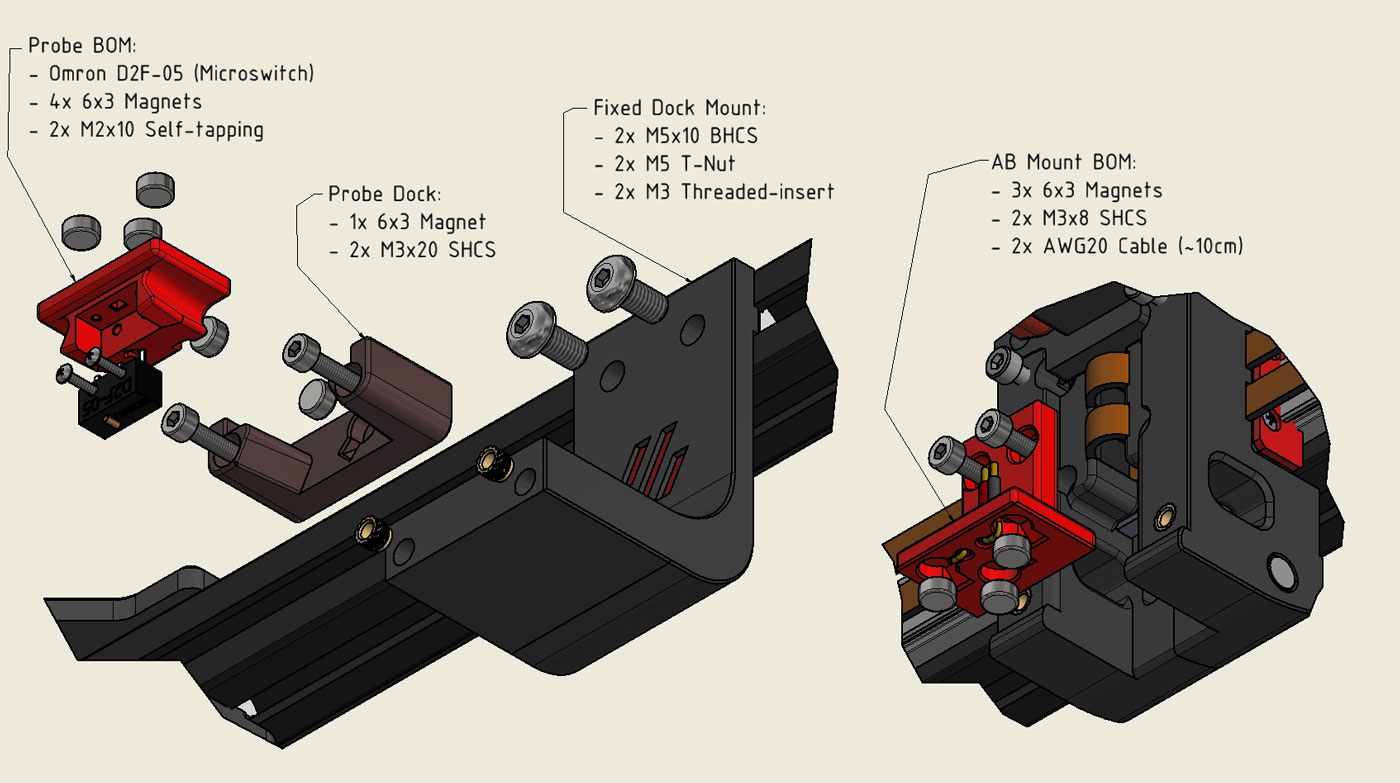 Probe BOM:
- Omron D2F-05 (Microswitch)
- 4x 6x3 Magnets
- 2x M2x10 Self-tapping
Probe Dock:
- 1x 6x3 Magnet
- 2x M3x20 SHCS
Fixed Dock Mount:
- 2x M5x10 BHCS
- 2x M5 T-Nut
- 2x M3 Threaded-insert
AB Mount BOM:
- 3x 6x3 Magnets
- 2x M3x8 SHCS
- 2x AWG20 Cable (~10cm)
D2F-05